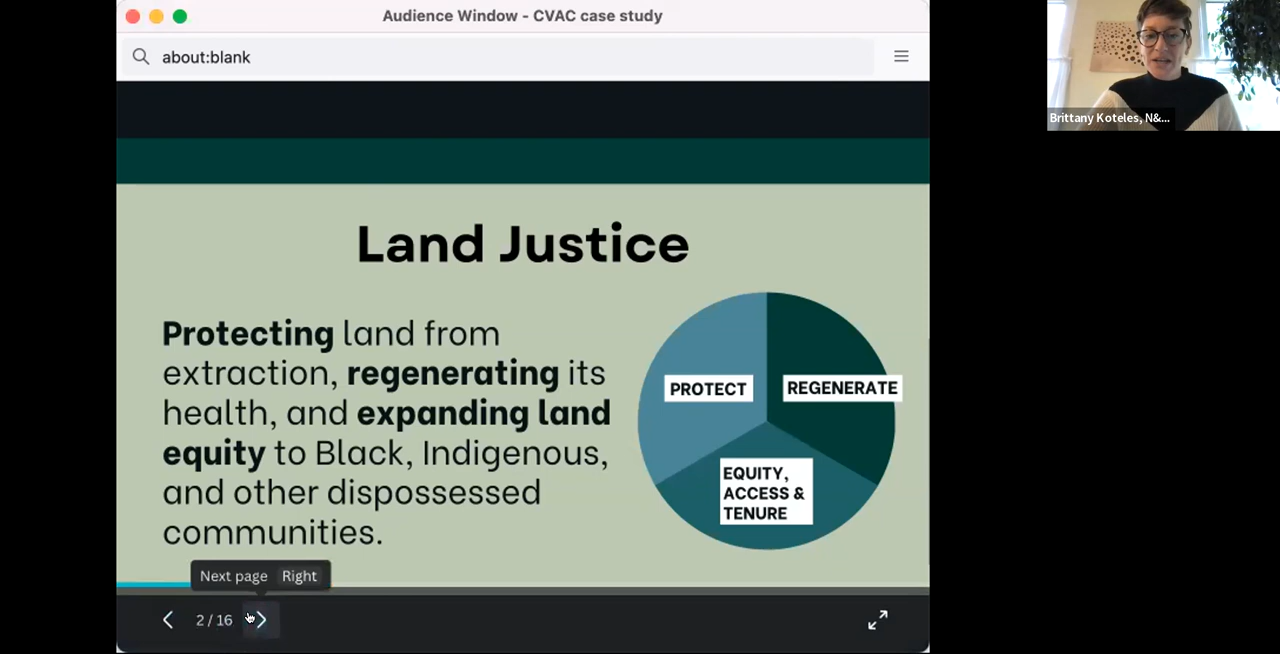 Audience Window - CVAC case study
about:blank
Brittany Koteles, N&...
Land Justice
Protecting land from
extraction, regenerating its
health, and expanding land
equity to Black, Indigenous,
and other dispossessed
communities.
PROTECT
REGENERATE
EQUITY,
ACCESS &
TENURE
Next page Right
2 / 16